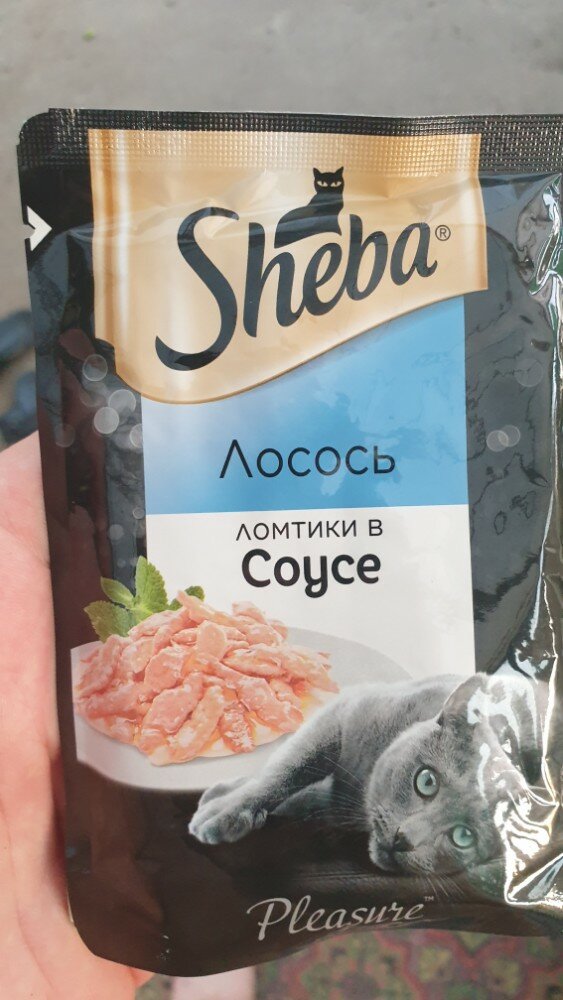 Sheba®
Лосось
ломтики в
Соусе
Pleasure™